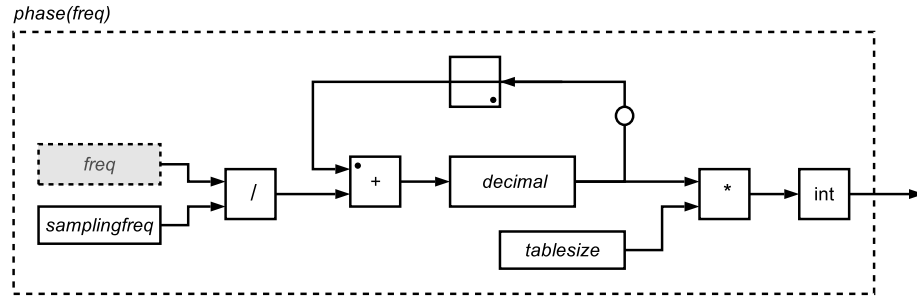 phase(freq)
freq
samplingfreq
/
+
decimal
tablesize
*
int